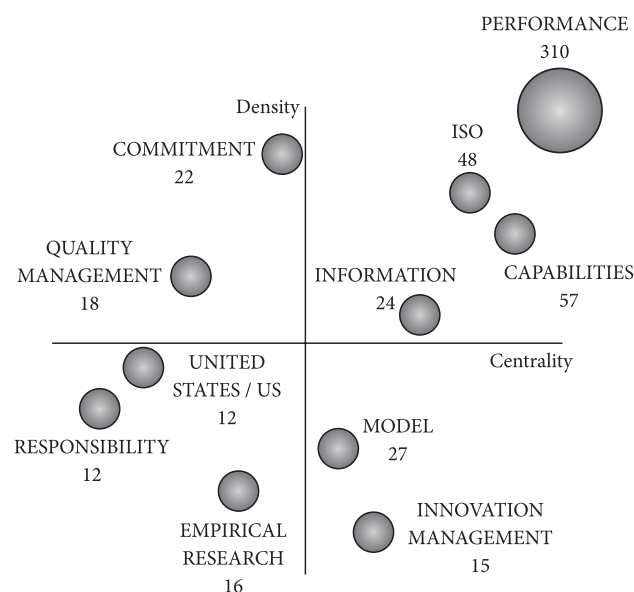 PERFORMANCE
310
Density
ISO
48
COMMITMENT
22
QUALITY
MANAGEMENT
18
INFORMATION
24
CAPABILITIES
57
Centrality
UNITED
STATES / US
12
RESPONSIBILITY
12
MODEL
27
EMPIRICAL
RESEARCH
16
INNOVATION
MANAGEMENT
15